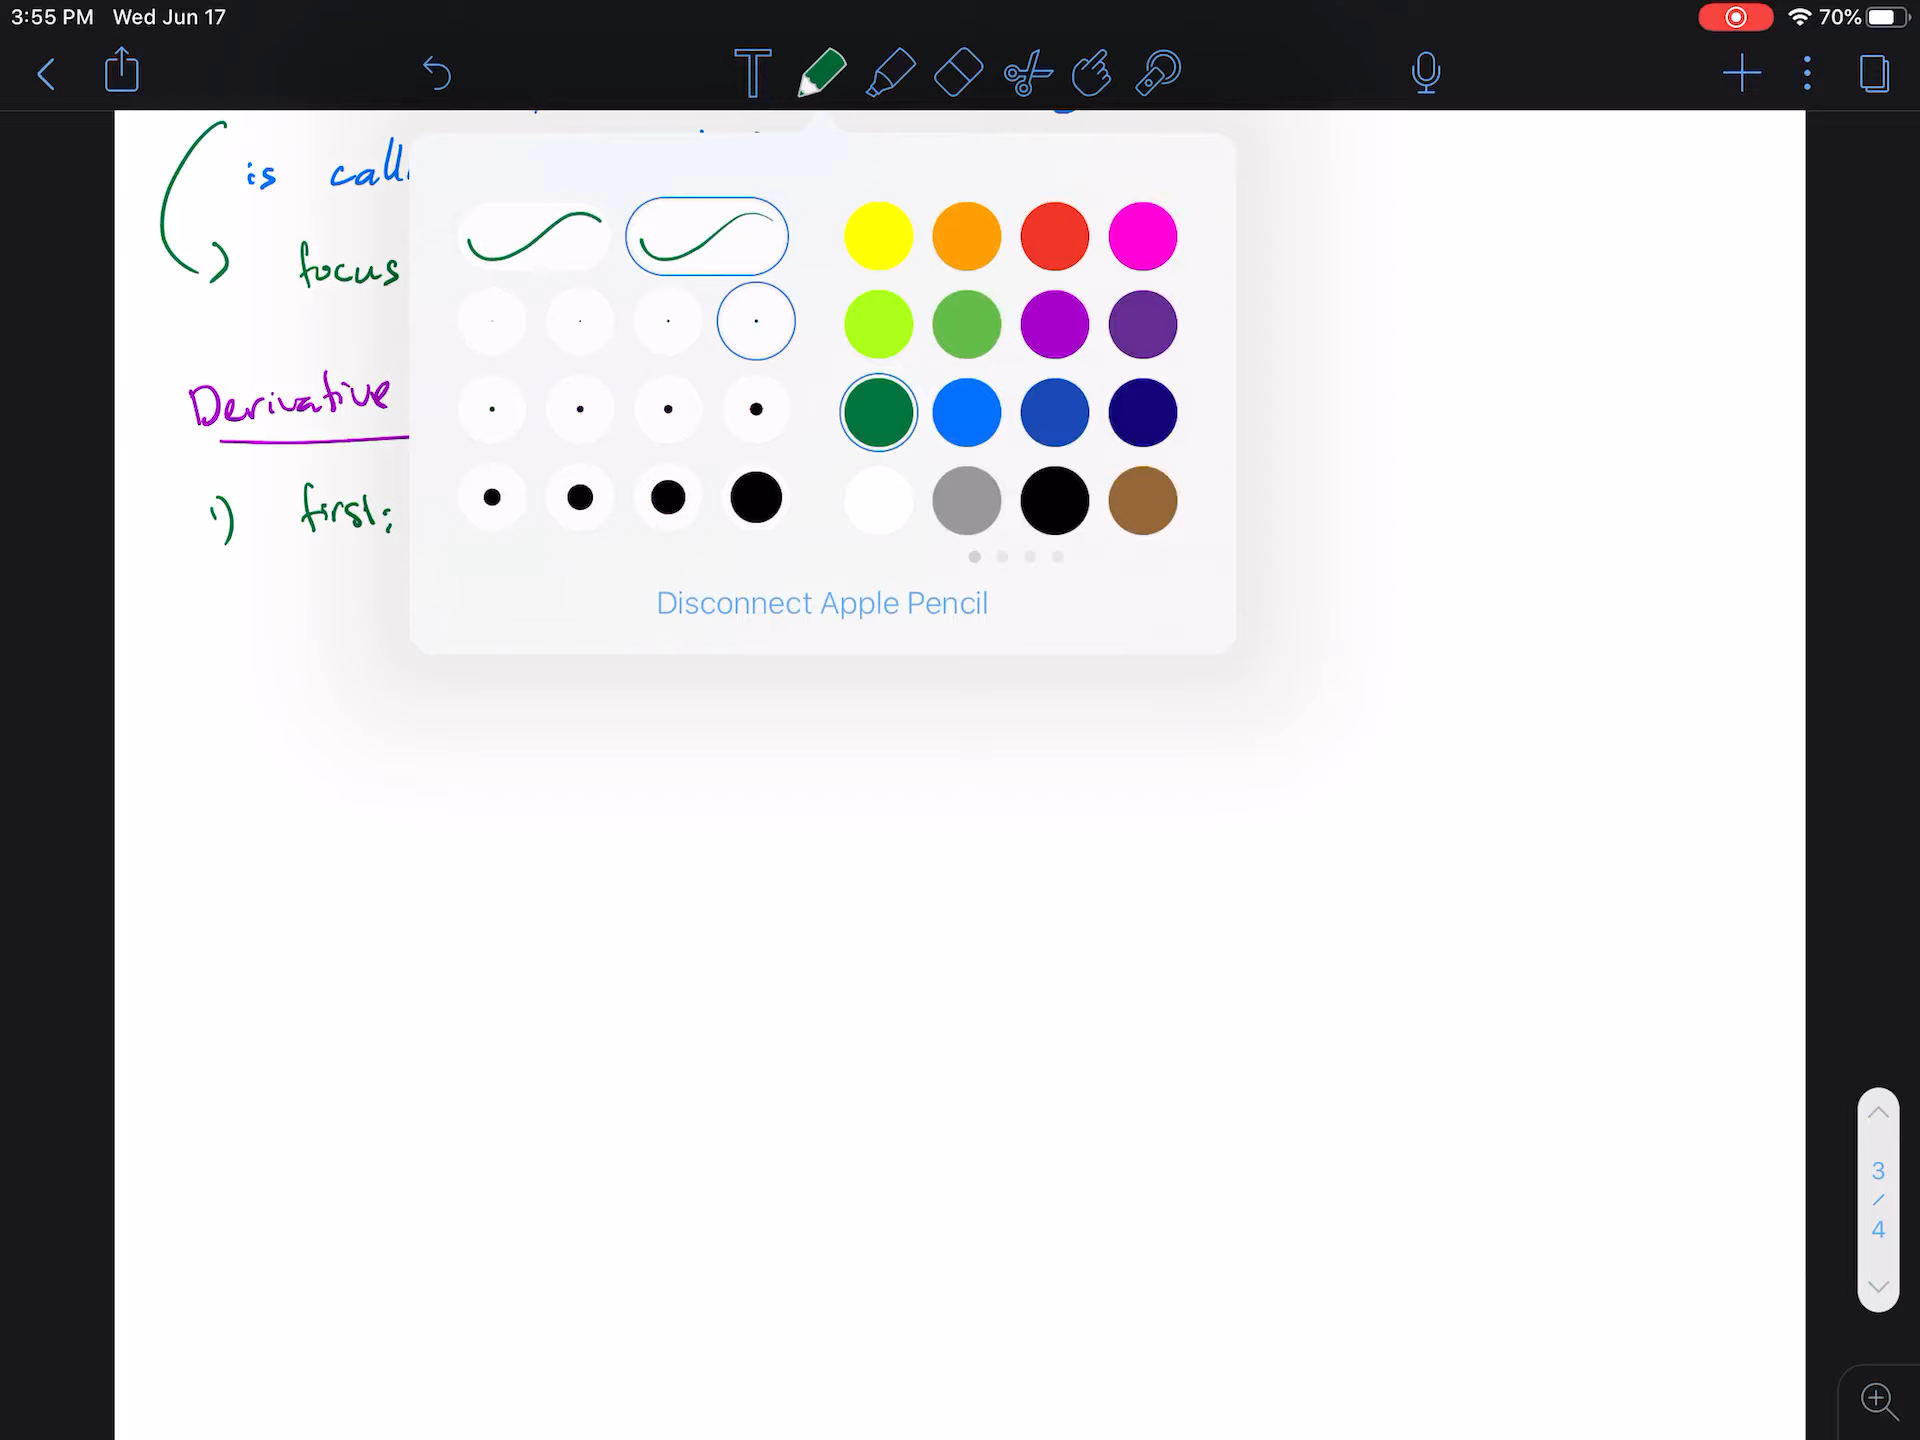 3:55 PM Wed Jun 17
70%
T
is
focus
Derivative
1) first:
Disconnect Apple Pencil
3
/
4